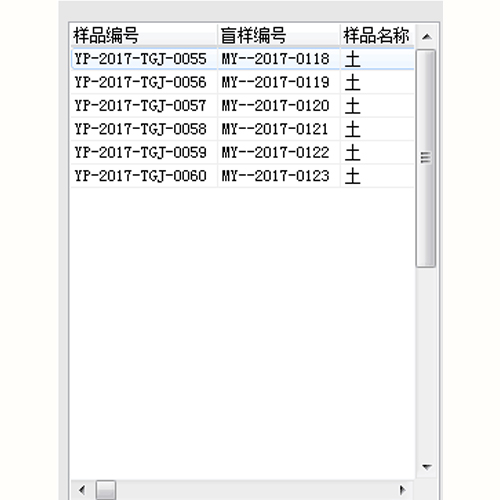 样品编号 盲样编号 样品名称
YP-2017-TGJ-0055 MY--2017-0118 土
YP-2017-TGJ-0056 MY--2017-0119 土
YP-2017-TGJ-0057 MY--2017-0120 土
YP-2017-TGJ-0058 MY--2017-0121 土
YP-2017-TGJ-0059 MY--2017-0122 土
YP-2017-TGJ-0060 MY--2017-0123 土